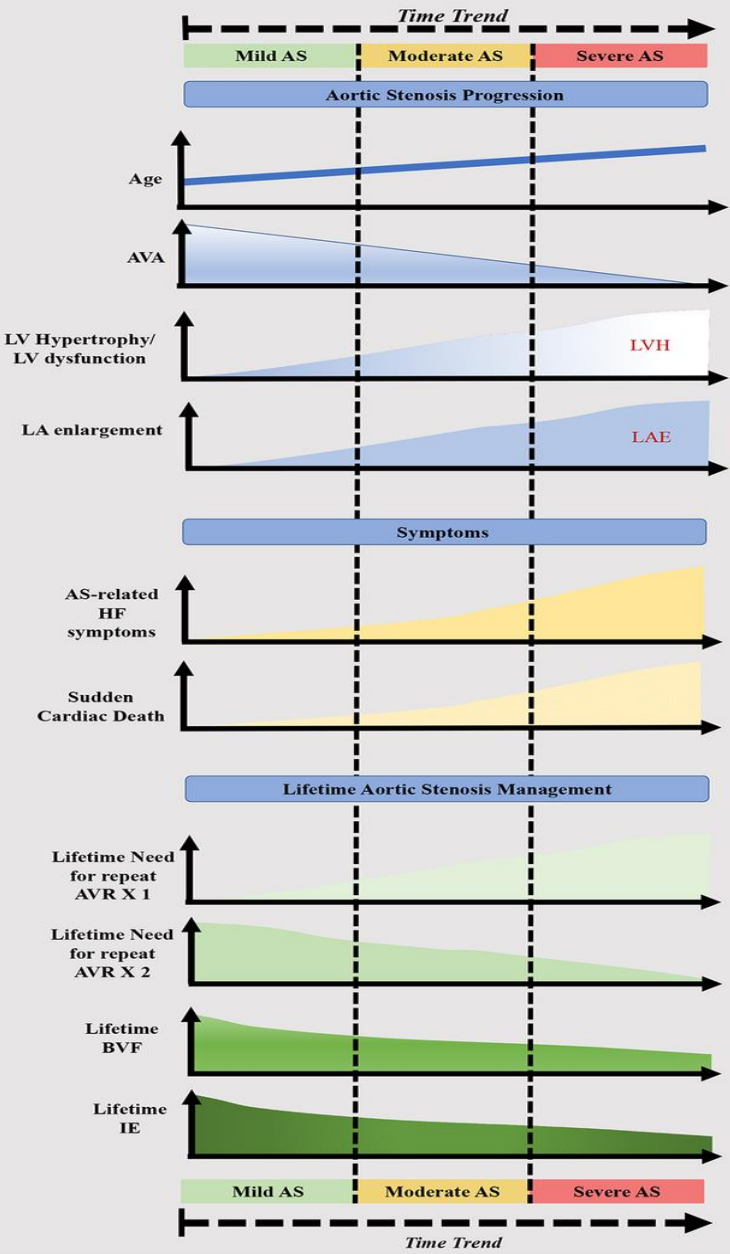 Time Trend
Mild AS
Moderate AS
Severe AS
Aortic Stenosis Progression
Age
AVA
LV Hypertrophy/
LV dysfunction
LVH
LA enlargement
LAE
Symptoms
AS-related
HF
symptoms
Sudden
Cardiac Death
Lifetime Aortic Stenosis Management
Lifetime Need
for repeat
AVR X 1
Lifetime Need
for repeat
AVR X 2
Lifetime
BVF
Lifetime
IE
Mild AS
Moderate AS
Severe AS
Time Trend